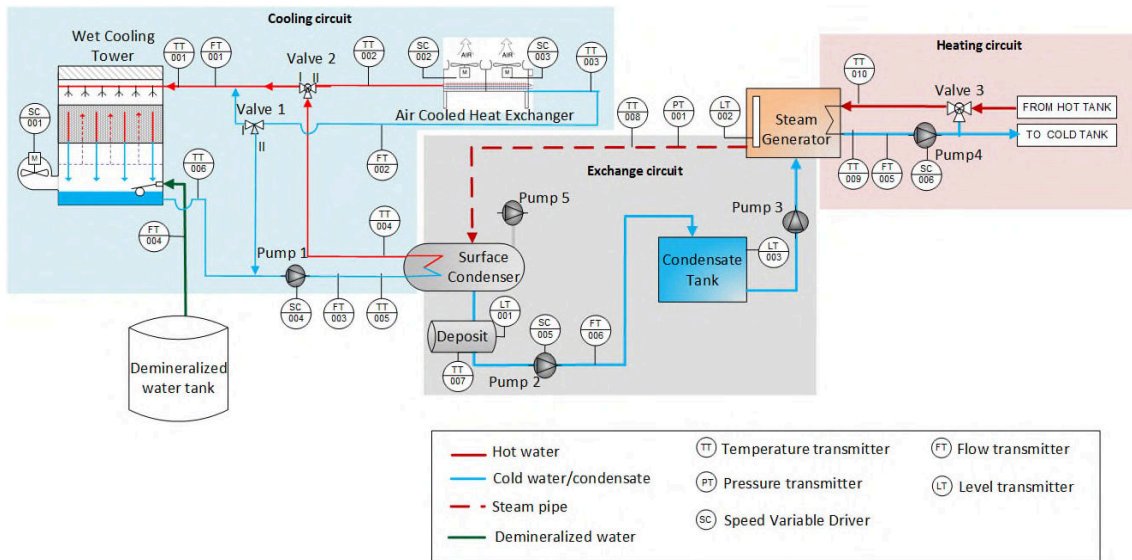 Cooling circuit
Wet Cooling
Tower
TT
001
FT
001
Valve 2
I
II
TT
002
SC
002
AIR
AIR
M
M
SC
003
TT
003
Air Cooled Heat Exchanger
Valve 1
I
II
SC
001
M
FT
002
TT
006
FT
004
Pump 1
SC
004
FT
003
TT
005
TT
004
Demineralized
water tank
Heating circuit
TT
010
Valve 3
FROM HOT TANK
TO COLD TANK
Steam
Generator
TT
009
FT
005
SC
006
Pump4
TT
008
PT
001
LT
002
Exchange circuit
Pump 5
Pump 3
Surface
Condenser
Condensate
Tank
LT
003
LT
001
Deposit
TT
007
SC
005
FT
006
Pump 2
Hot water
Cold water/condensate
Steam pipe
Demineralized water
TT Temperature transmitter
PT Pressure transmitter
SC Speed Variable Driver
FT Flow transmitter
LT Level transmitter